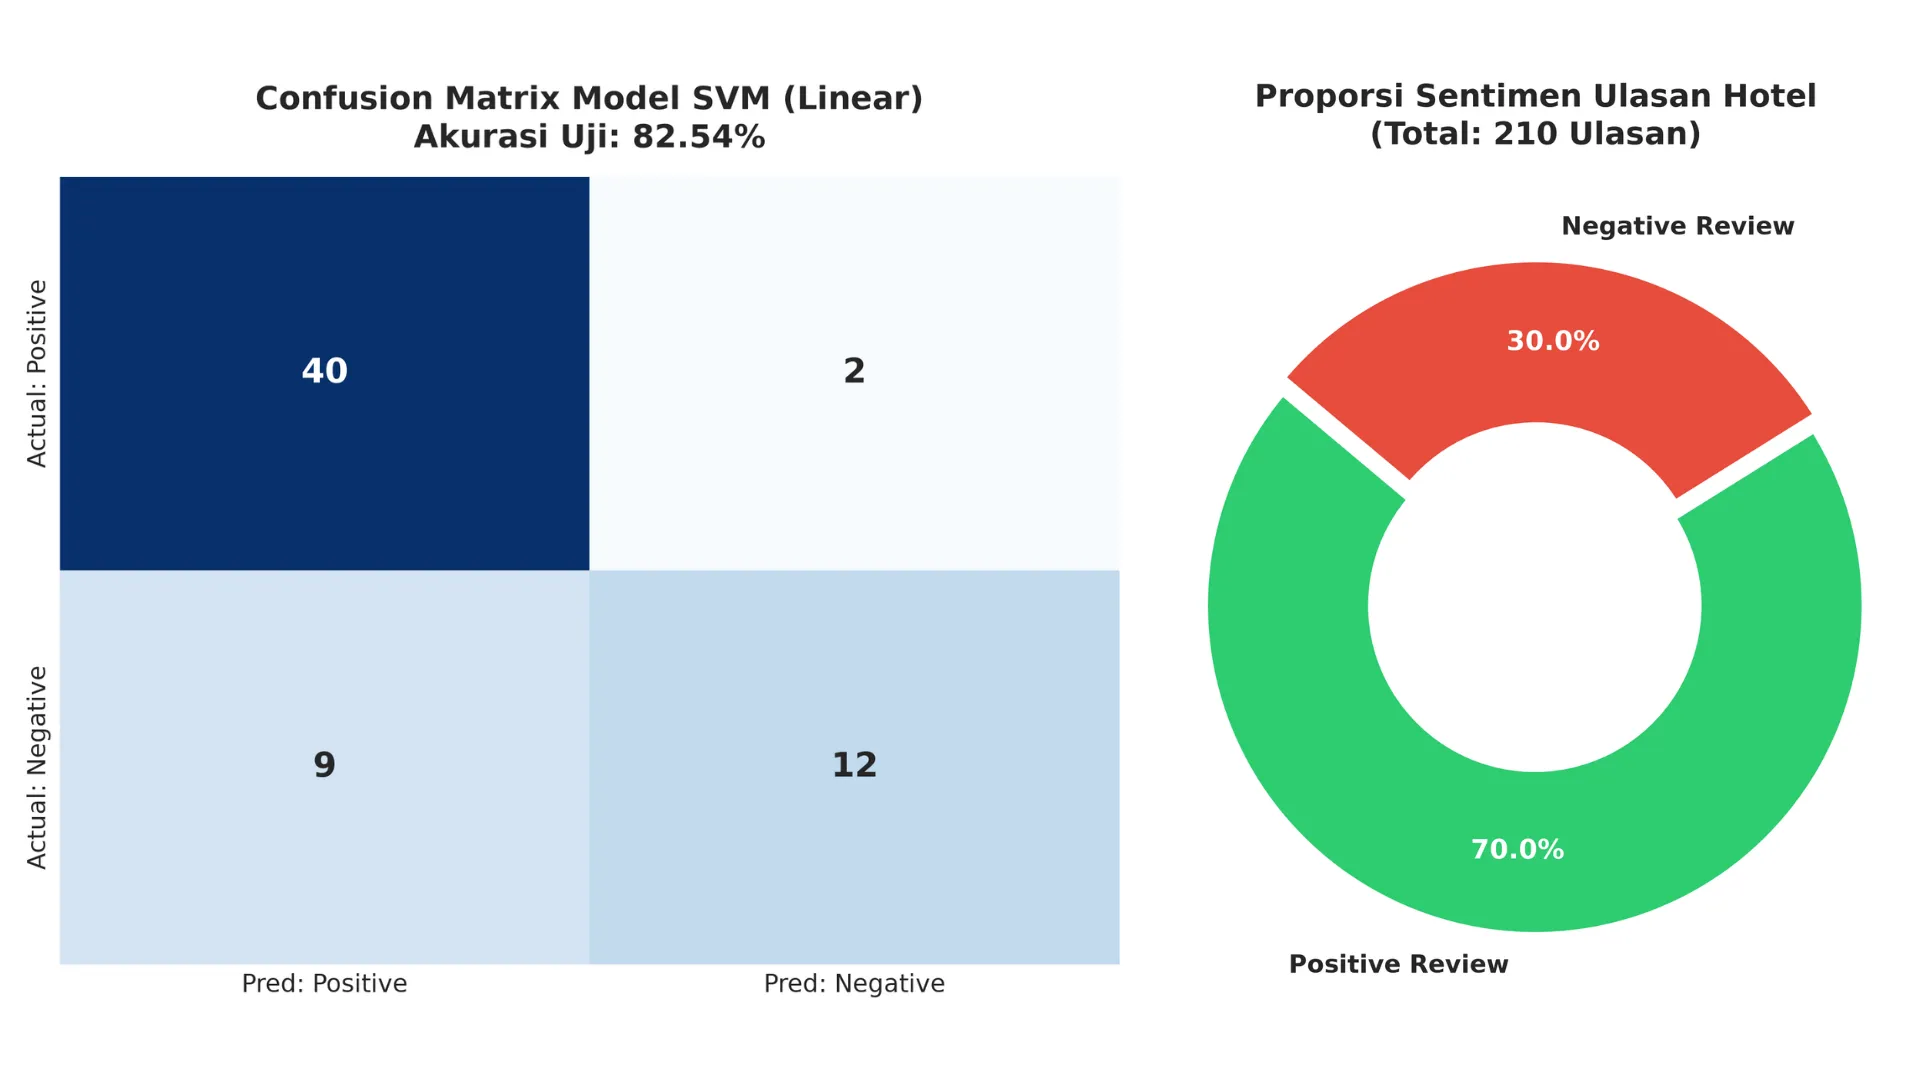 Confusion Matrix Model SVM (Linear)
Akurasi Uji: 82.54%
Actual: Positive
40
2
Actual: Negative
9
12
Pred: Positive
Pred: Negative
Proporsi Sentimen Ulasan Hotel
(Total: 210 Ulasan)
Negative Review
30.0%
70.0%
Positive Review